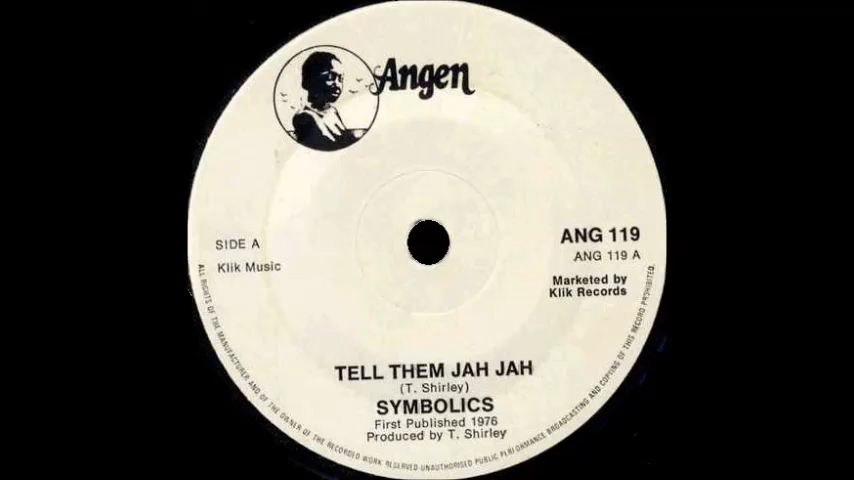 Angen
SIDE A
Klik Music
ANG 119
ANG 119 A
Marketed by
Klik Records
TELL THEM JAH JAH
(T. Shirley)
SYMBOLICS
First Published 1976
Produced by T. Shirley
ALL RIGHTS OF THE MANUFACTURER AND OF THE OWNER OF THE RECORDED WORK RESERVED-UNAUTHORISED PUBLIC PERFORMANCE BROADCASTING AND COPYING OF THIS RECORD PROHIBITED.